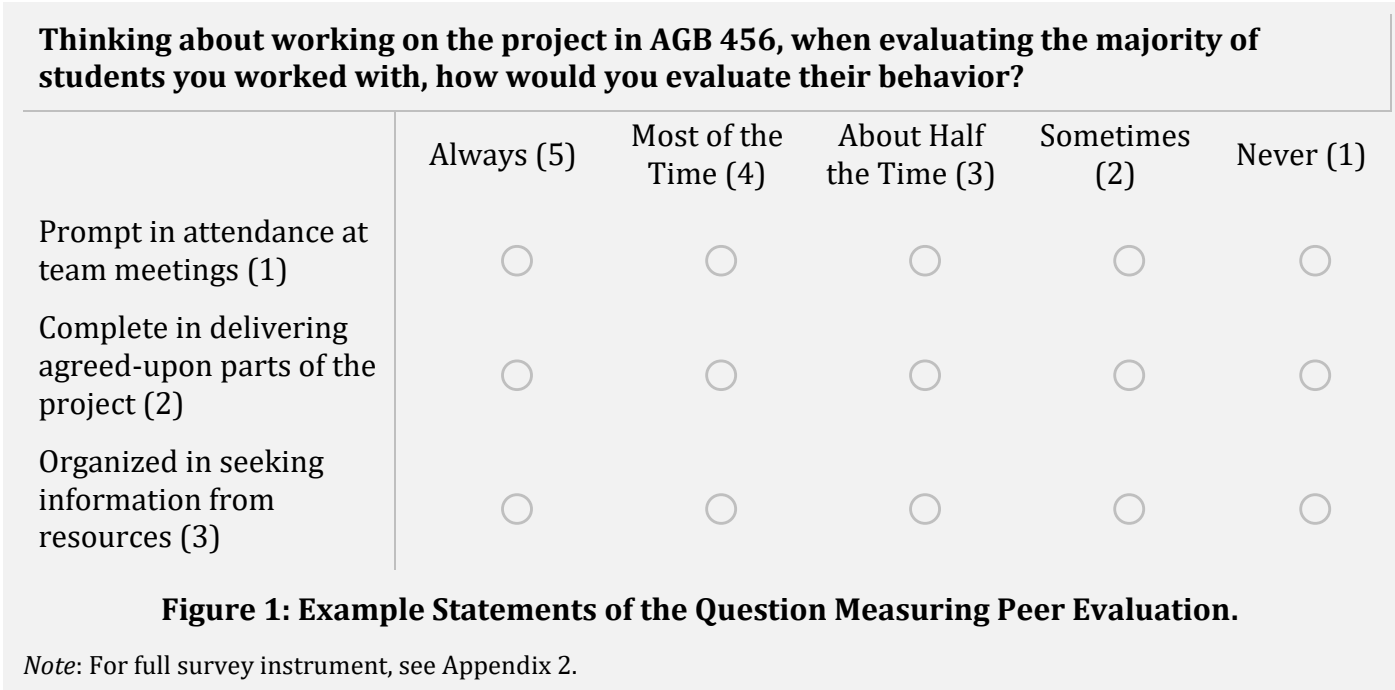 Thinking about working on the project in AGB 456, when evaluating the majority of
students you worked with, how would you evaluate their behavior?
Always (5)
Most of the
Time (4)
About Half
the Time (3)
Sometimes
(2)
Never (1)
Prompt in attendance at
team meetings (1)
Complete in delivering
agreed-upon parts of the
project (2)
Organized in seeking
information from
resources (3)
Figure 1: Example Statements of the Question Measuring Peer Evaluation.
Note: For full survey instrument, see Appendix 2.